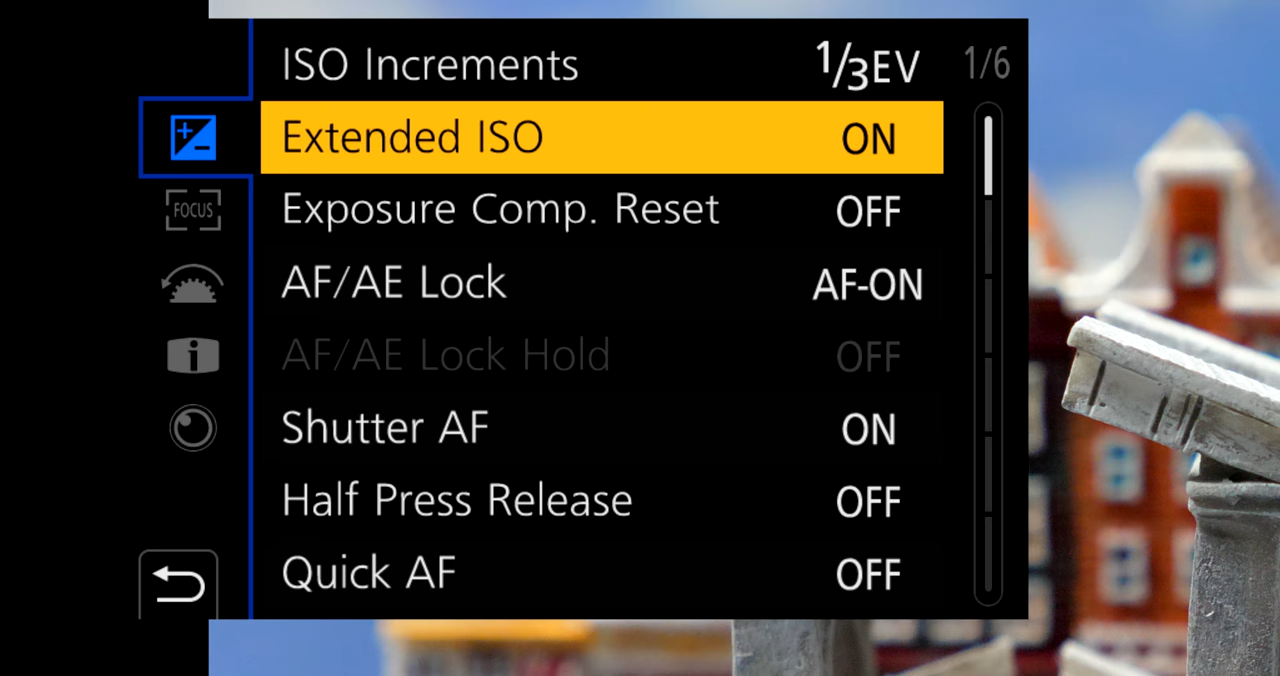 ISO Increments 1/3EV 1/6
Extended ISO ON
Exposure Comp. Reset OFF
FOCUS
AF/AE Lock AF-ON
AF/AE Lock Hold OFF
Shutter AF ON
Half Press Release OFF
Quick AF OFF